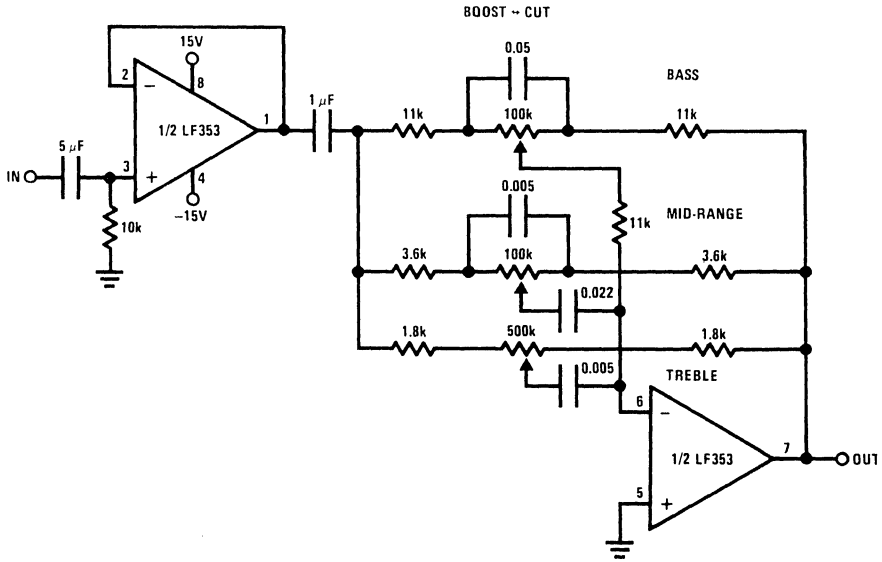 BOOST ↔ CUT
0.05
BASS
15V
2
8
1 μF
11k
100k
11k
1/2 LF353
1
5 μF
IN
3
4
-15V
10k
0.005
11k
MID-RANGE
3.6k
100k
3.6k
0.022
1.8k
500k
1.8k
0.005
TREBLE
6
1/2 LF353
7
OUT
5